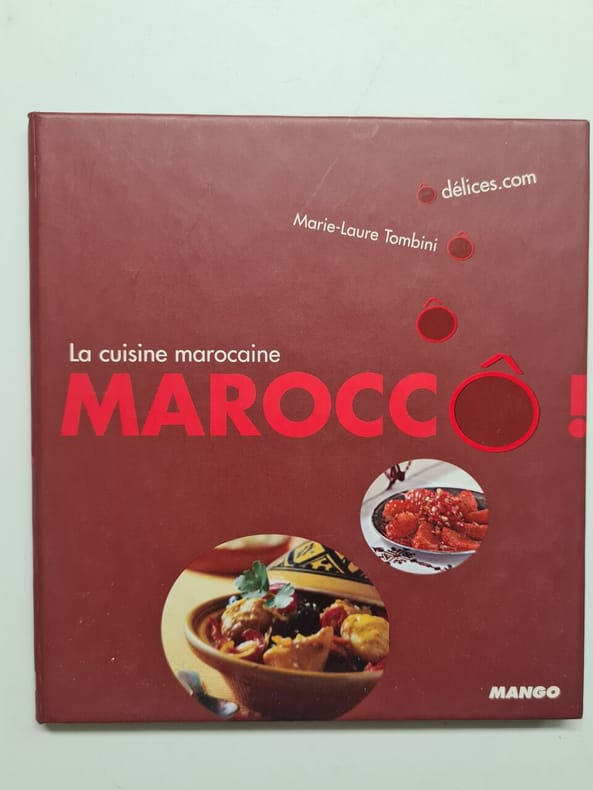 délices.com
Marie-Laure Tombini
La cuisine marocaine
MAROCCÔ !
MANGO